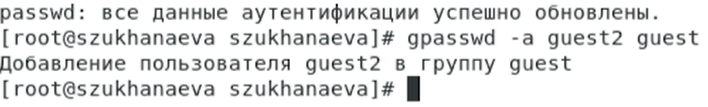 passwd: все данные аутентификации успешно обновлены.
[root@szukhanaeva szukhanaeva]# gpasswd -a guest2 guest
Добавление пользователя guest2 в группу guest
[root@szukhanaeva szukhanaeva]#